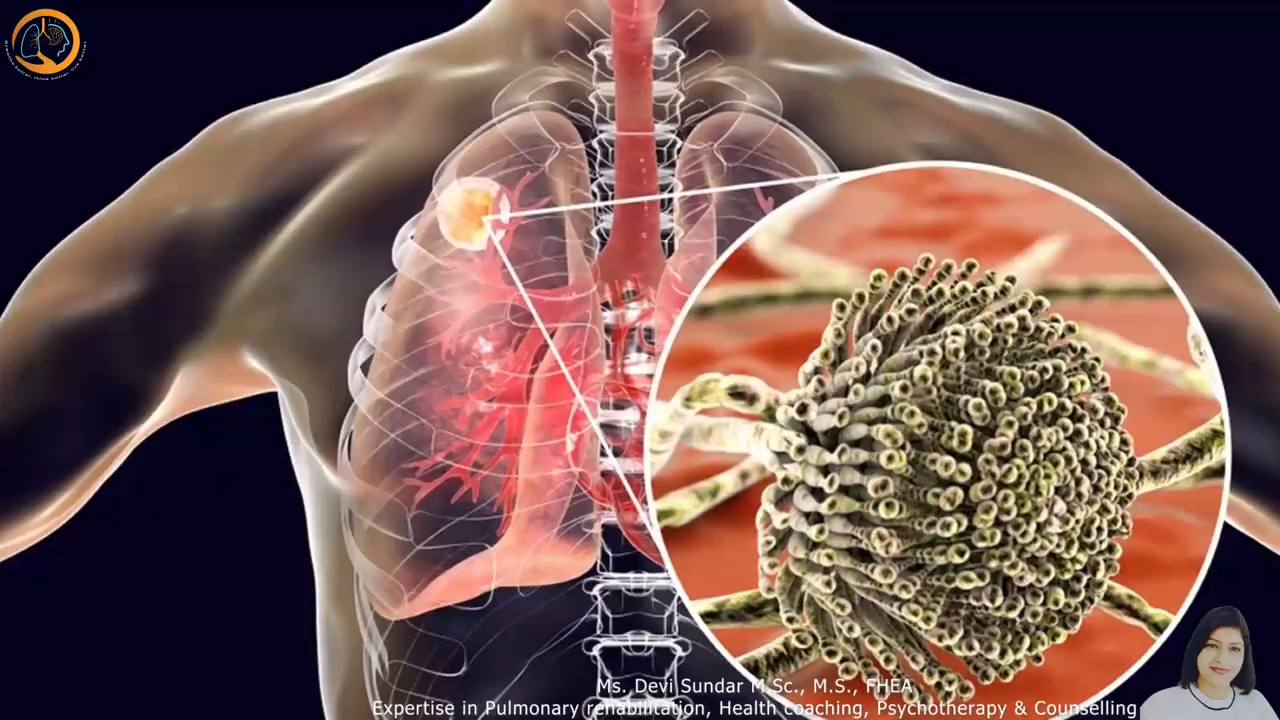 Ms. Devi Sundar M.Sc., M.S., FHEA
Expertise in Pulmonary rehabilitation, Health coaching, Psychotherapy & Counselling